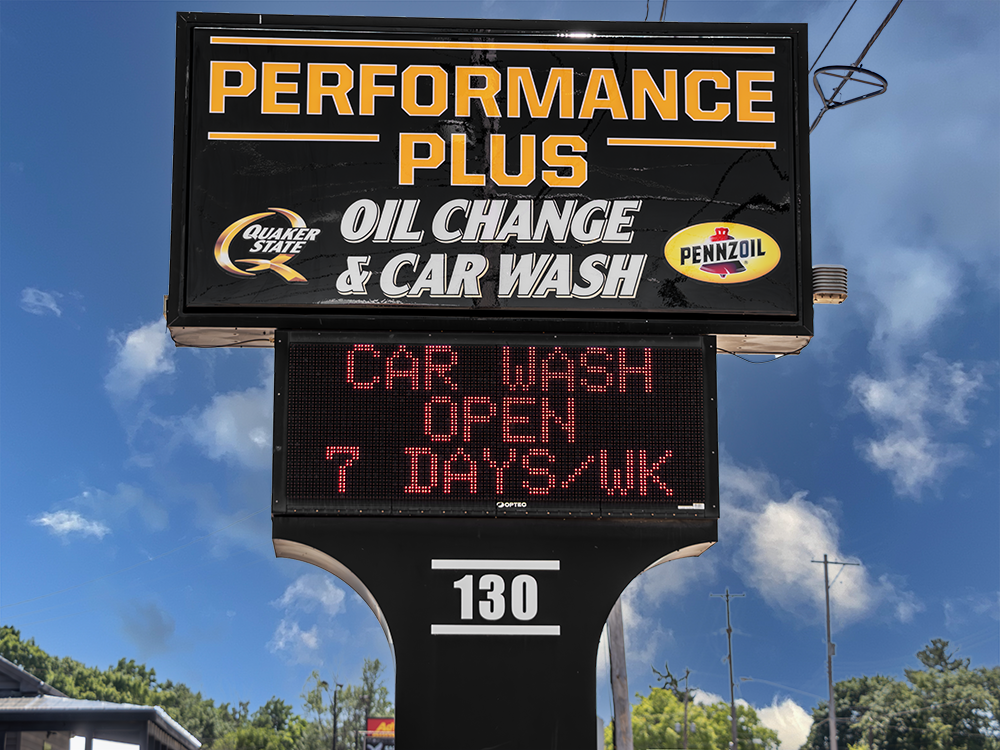 PERFORMANCE
PLUS
QUAKER
STATE
OIL CHANGE
& CAR WASH
PENNZOIL
CAR WASH
OPEN
7 DAYS/WK
OPTEC
130